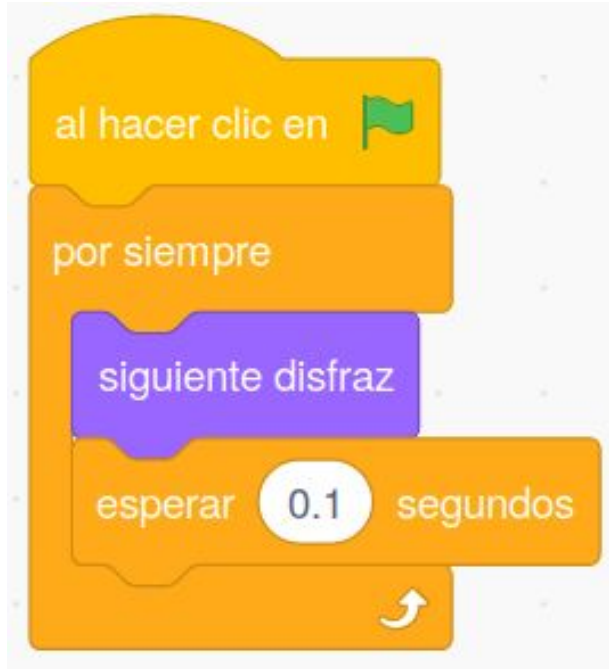 al hacer clic en
por siempre
siguiente disfraz
esperar 0.1 segundos